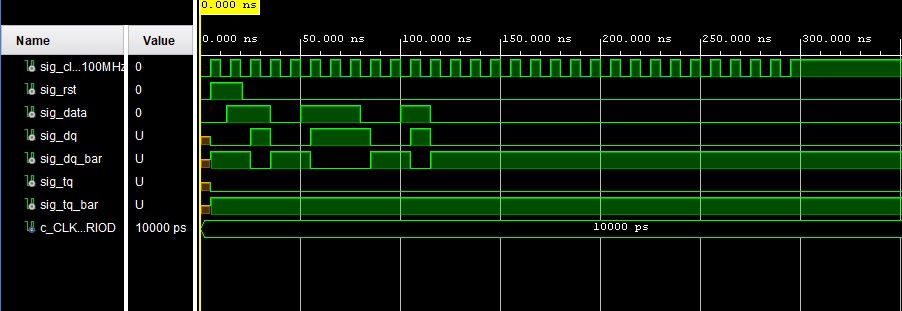 0.000 ns
Name Value
0.000 ns 50.000 ns 100.000 ns 150.000 ns 200.000 ns 250.000 ns 300.000 ns
sig_cl...100MHz 0
sig_rst 0
sig_data 0
sig_dq U
sig_dq_bar U
sig_tq U
sig_tq_bar U
c_CLK...RIOD 10000 ps 10000 ps